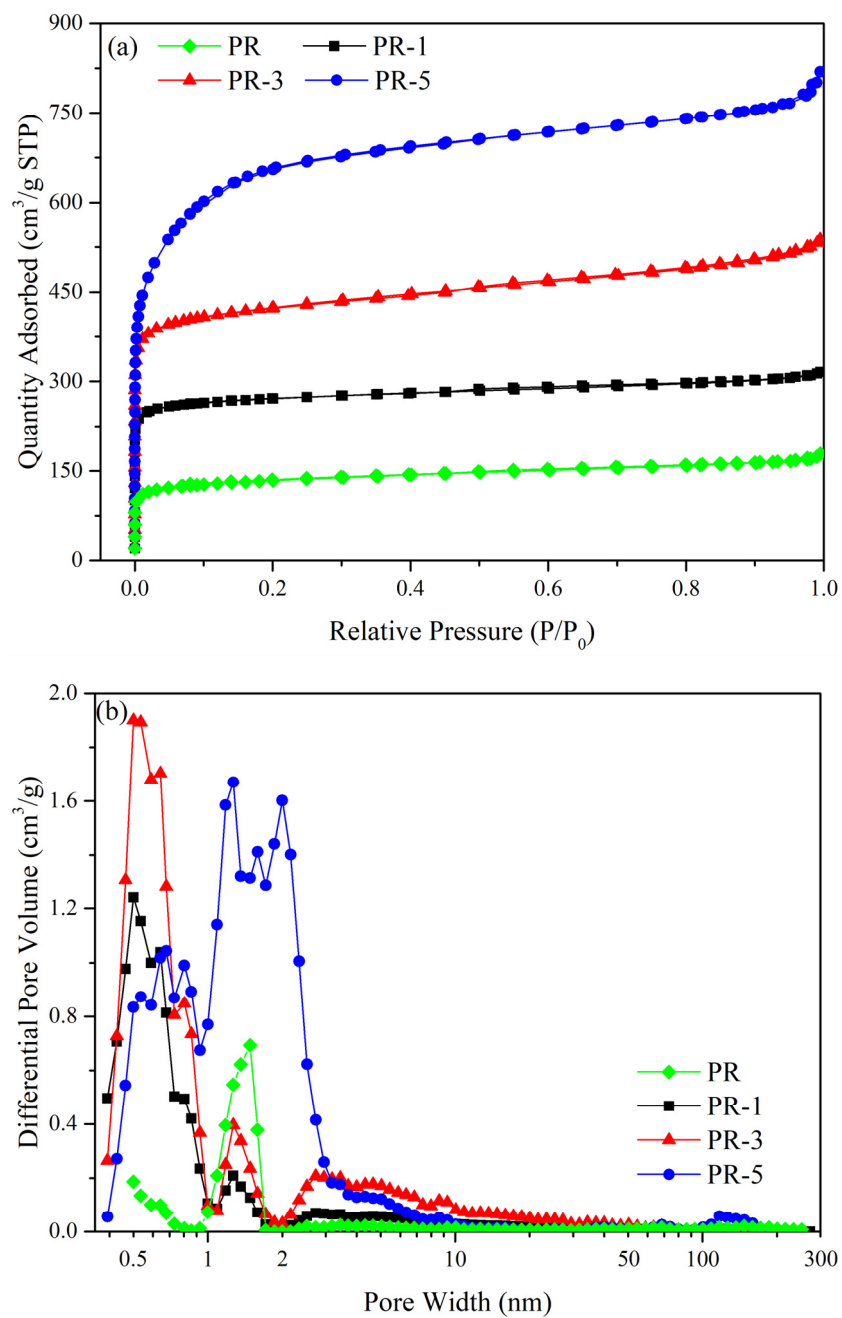 (a)
PR
PR-1
PR-3
PR-5
900
750
600
450
300
150
0
Quantity Adsorbed (cm³/g STP)
0.0 0.2 0.4 0.6 0.8 1.0
Relative Pressure (P/P₀)
(b)
2.0
1.6
1.2
0.8
0.4
0.0
Differential Pore Volume (cm³/g)
PR
PR-1
PR-3
PR-5
0.5 1 2 10 50 100 300
Pore Width (nm)